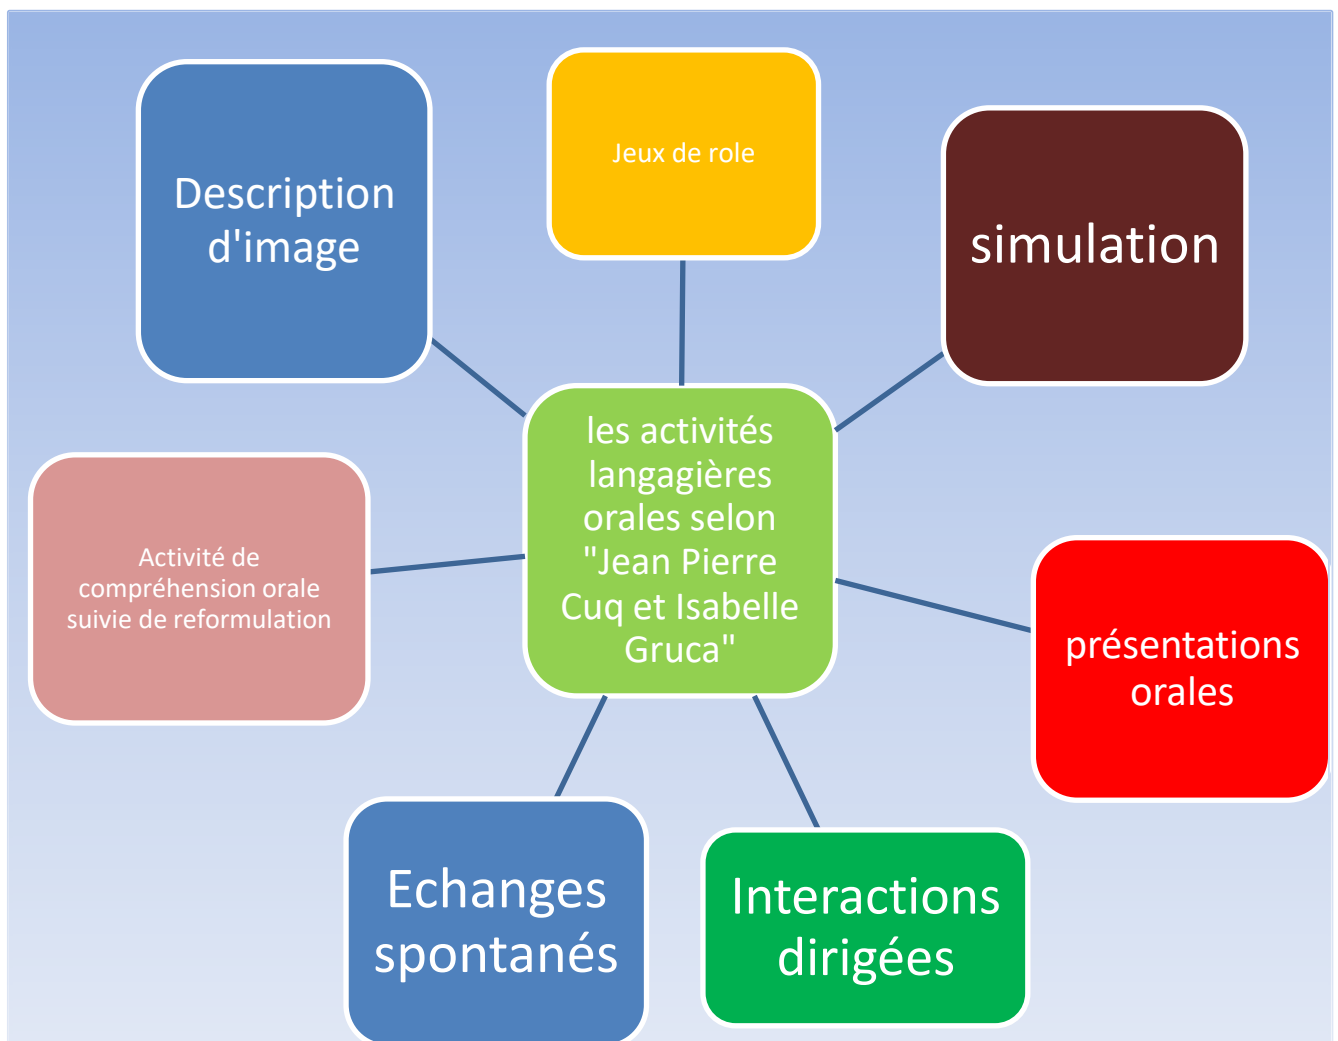 Jeux de role
Description
d'image
simulation
les activités
langagières
orales selon
"Jean Pierre
Cuq et Isabelle
Gruca"
Activité de
compréhension orale
suivie de reformulation
présentations
orales
Echanges
spontanés
Interactions
dirigées